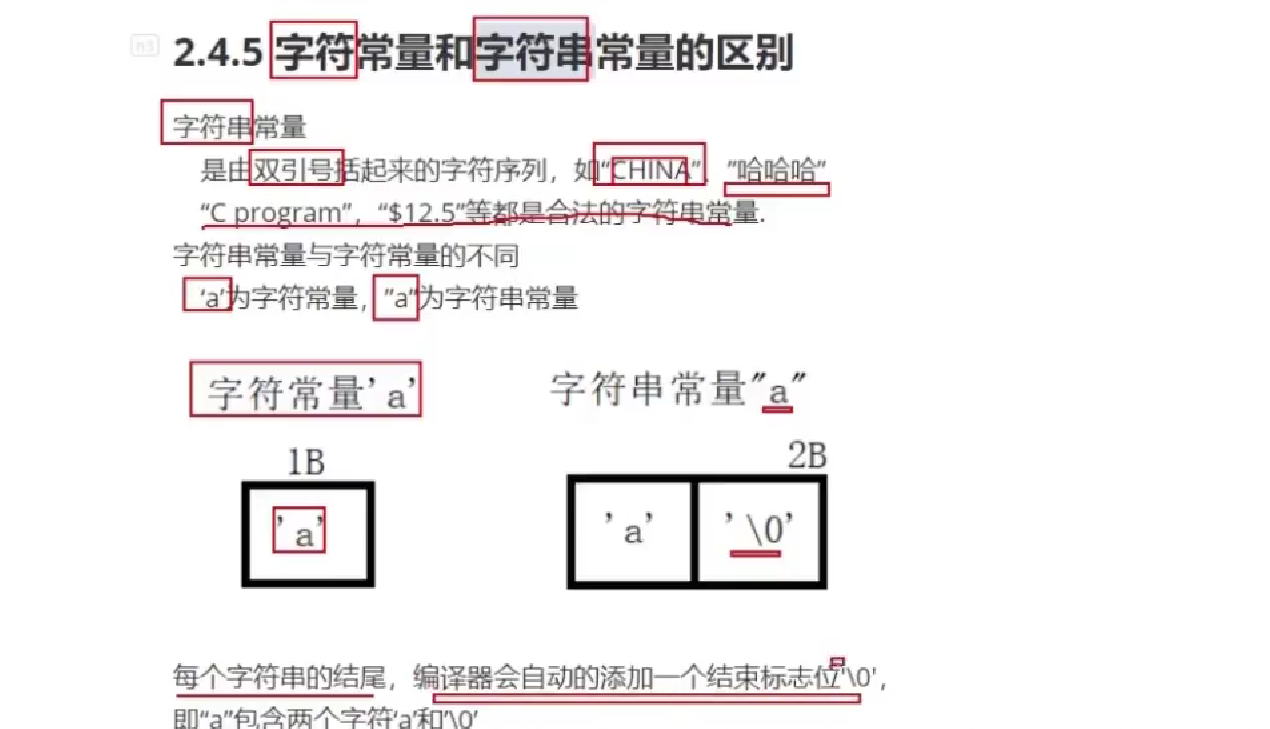 n3
2.4.5 字符常量和字符串常量的区别
字符串常量
是由双引号括起来的字符序列，如“CHINA”、”哈哈哈”
“C program”，“$12.5”等都是合法的字符串常量.
字符串常量与字符常量的不同
‘a’为字符常量，”a”为字符串常量
字符常量’a’ 字符串常量"a"
1B 2B
’a’ ’a’ ’\0’
每个字符串的结尾，编译器会自动的添加一个结束标志位'\0'，
即“a”包含两个字符‘a’和’\0’